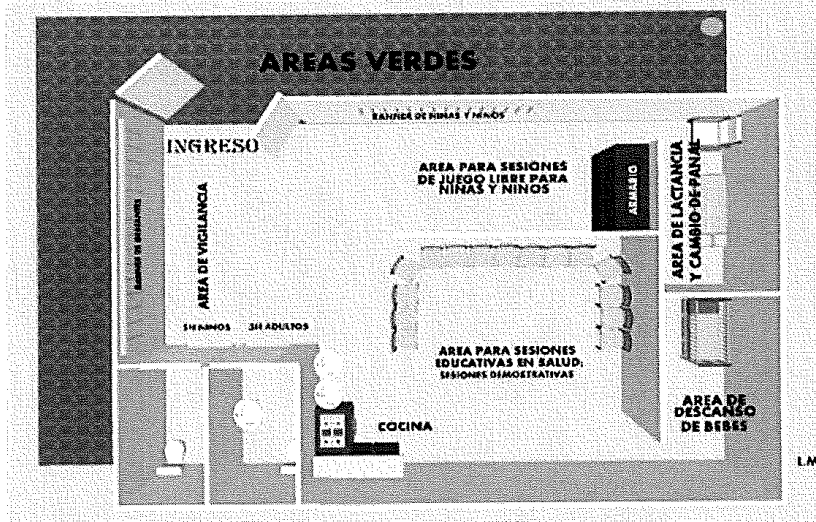 AREAS VERDES
BANNER DE NIÑAS Y NIÑOS
INGRESO
AREA PARA SESIONES
DE JUEGO LIBRE PARA
NIÑAS Y NIÑOS
ARMARIO
AREA DE LACTANCIA
Y CAMBIO DE PAÑAL
AREA DE VIGILANCIA
SH NIÑOS
SH ADULTOS
AREA PARA SESIONES
EDUCATIVAS EN SALUD;
SESIONES DEMOSTRATIVAS
COCINA
AREA DE
DESCANSO
DE BEBES
L.M